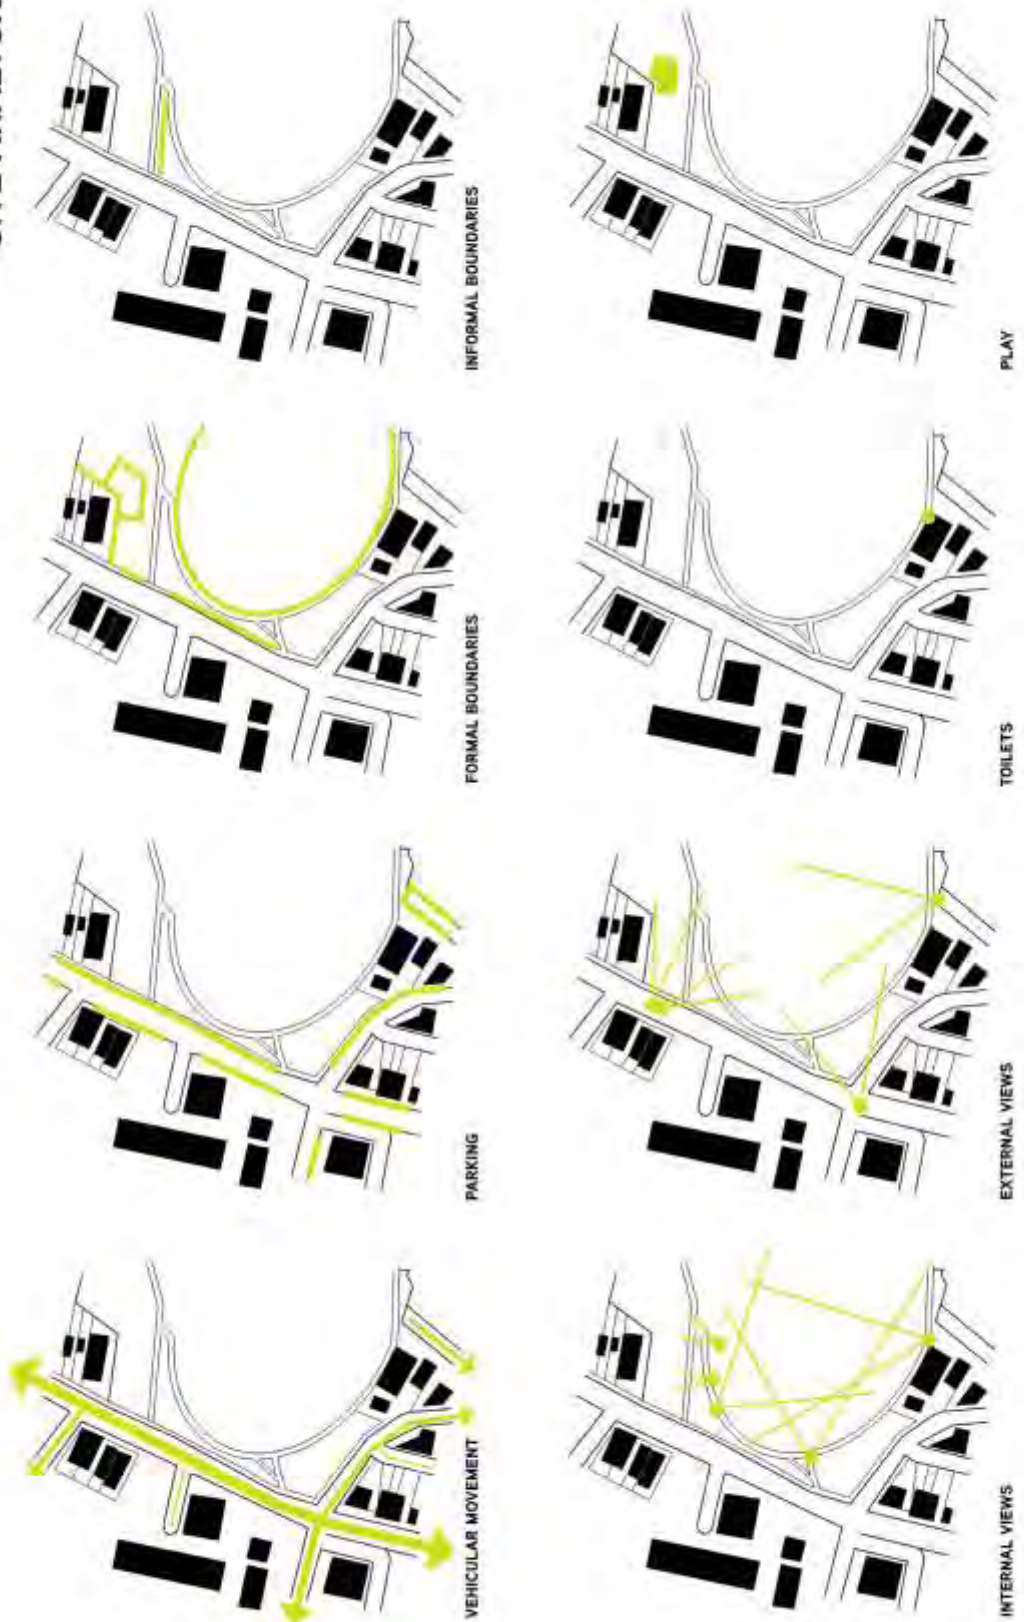 VEHICULAR MOVEMENT
PARKING
FORMAL BOUNDARIES
INFORMAL BOUNDARIES
INTERNAL VIEWS
EXTERNAL VIEWS
TOILETS
PLAY